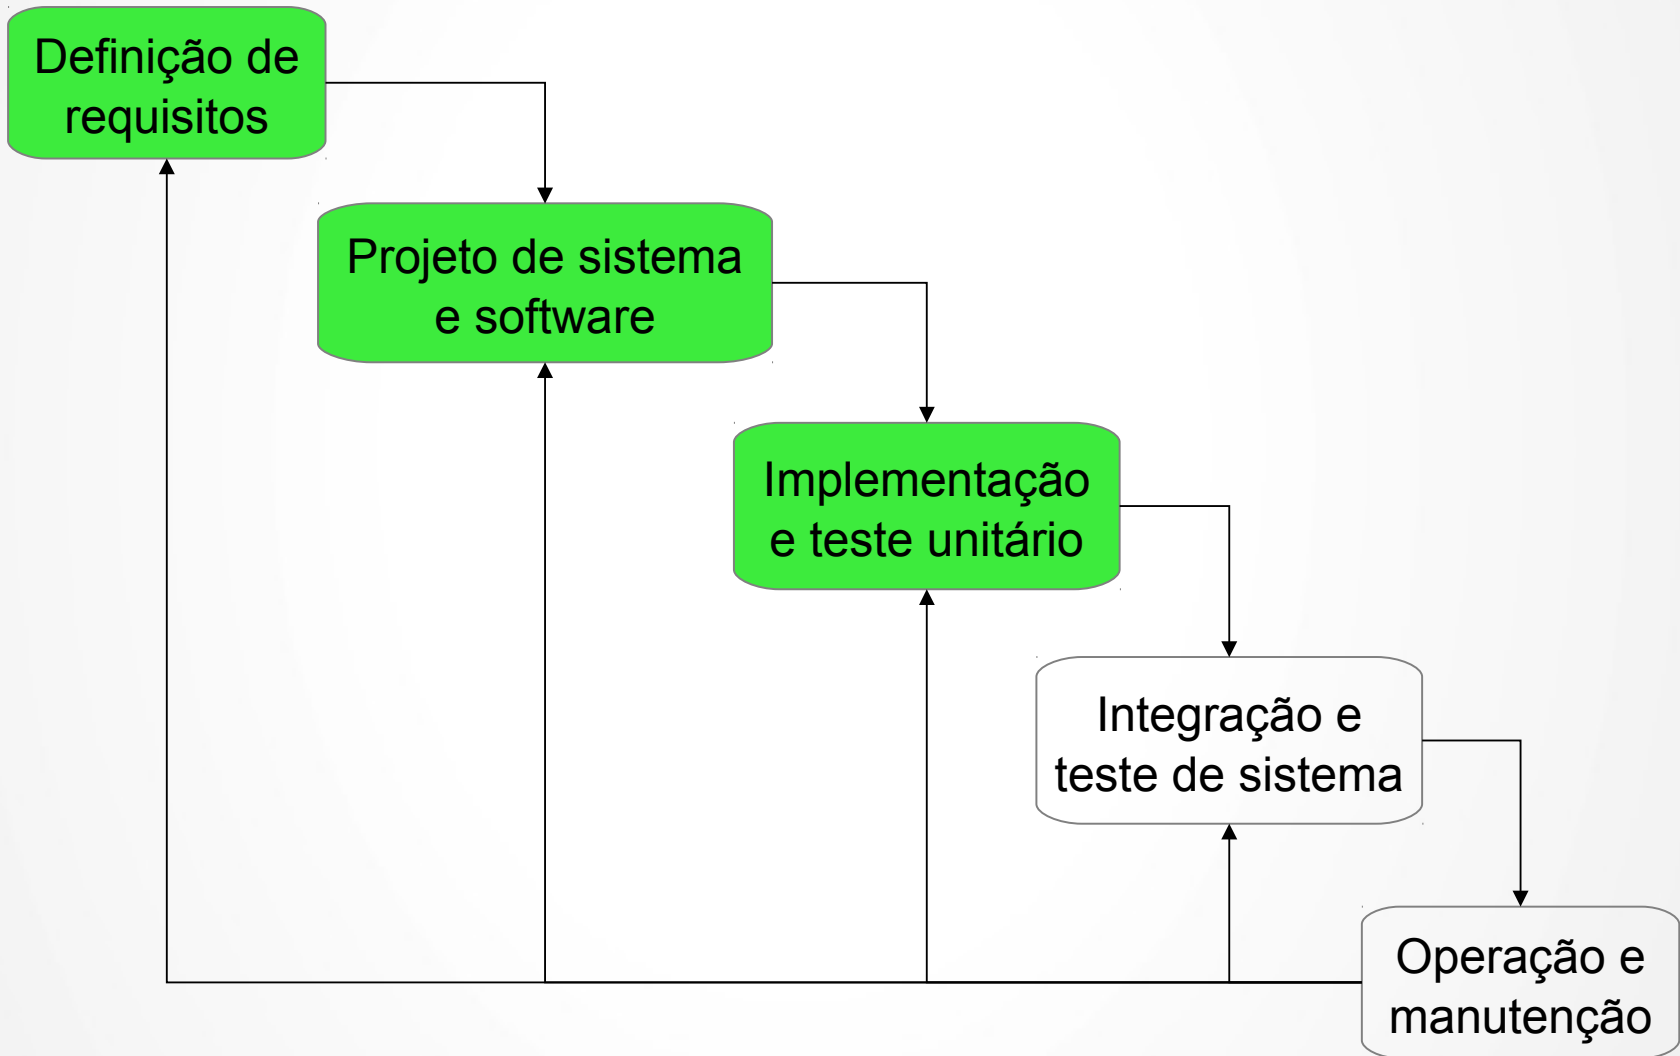 Definição de
requisitos
Projeto de sistema
e software
Implementação
e teste unitário
Integração e
teste de sistema
Operação e
manutenção